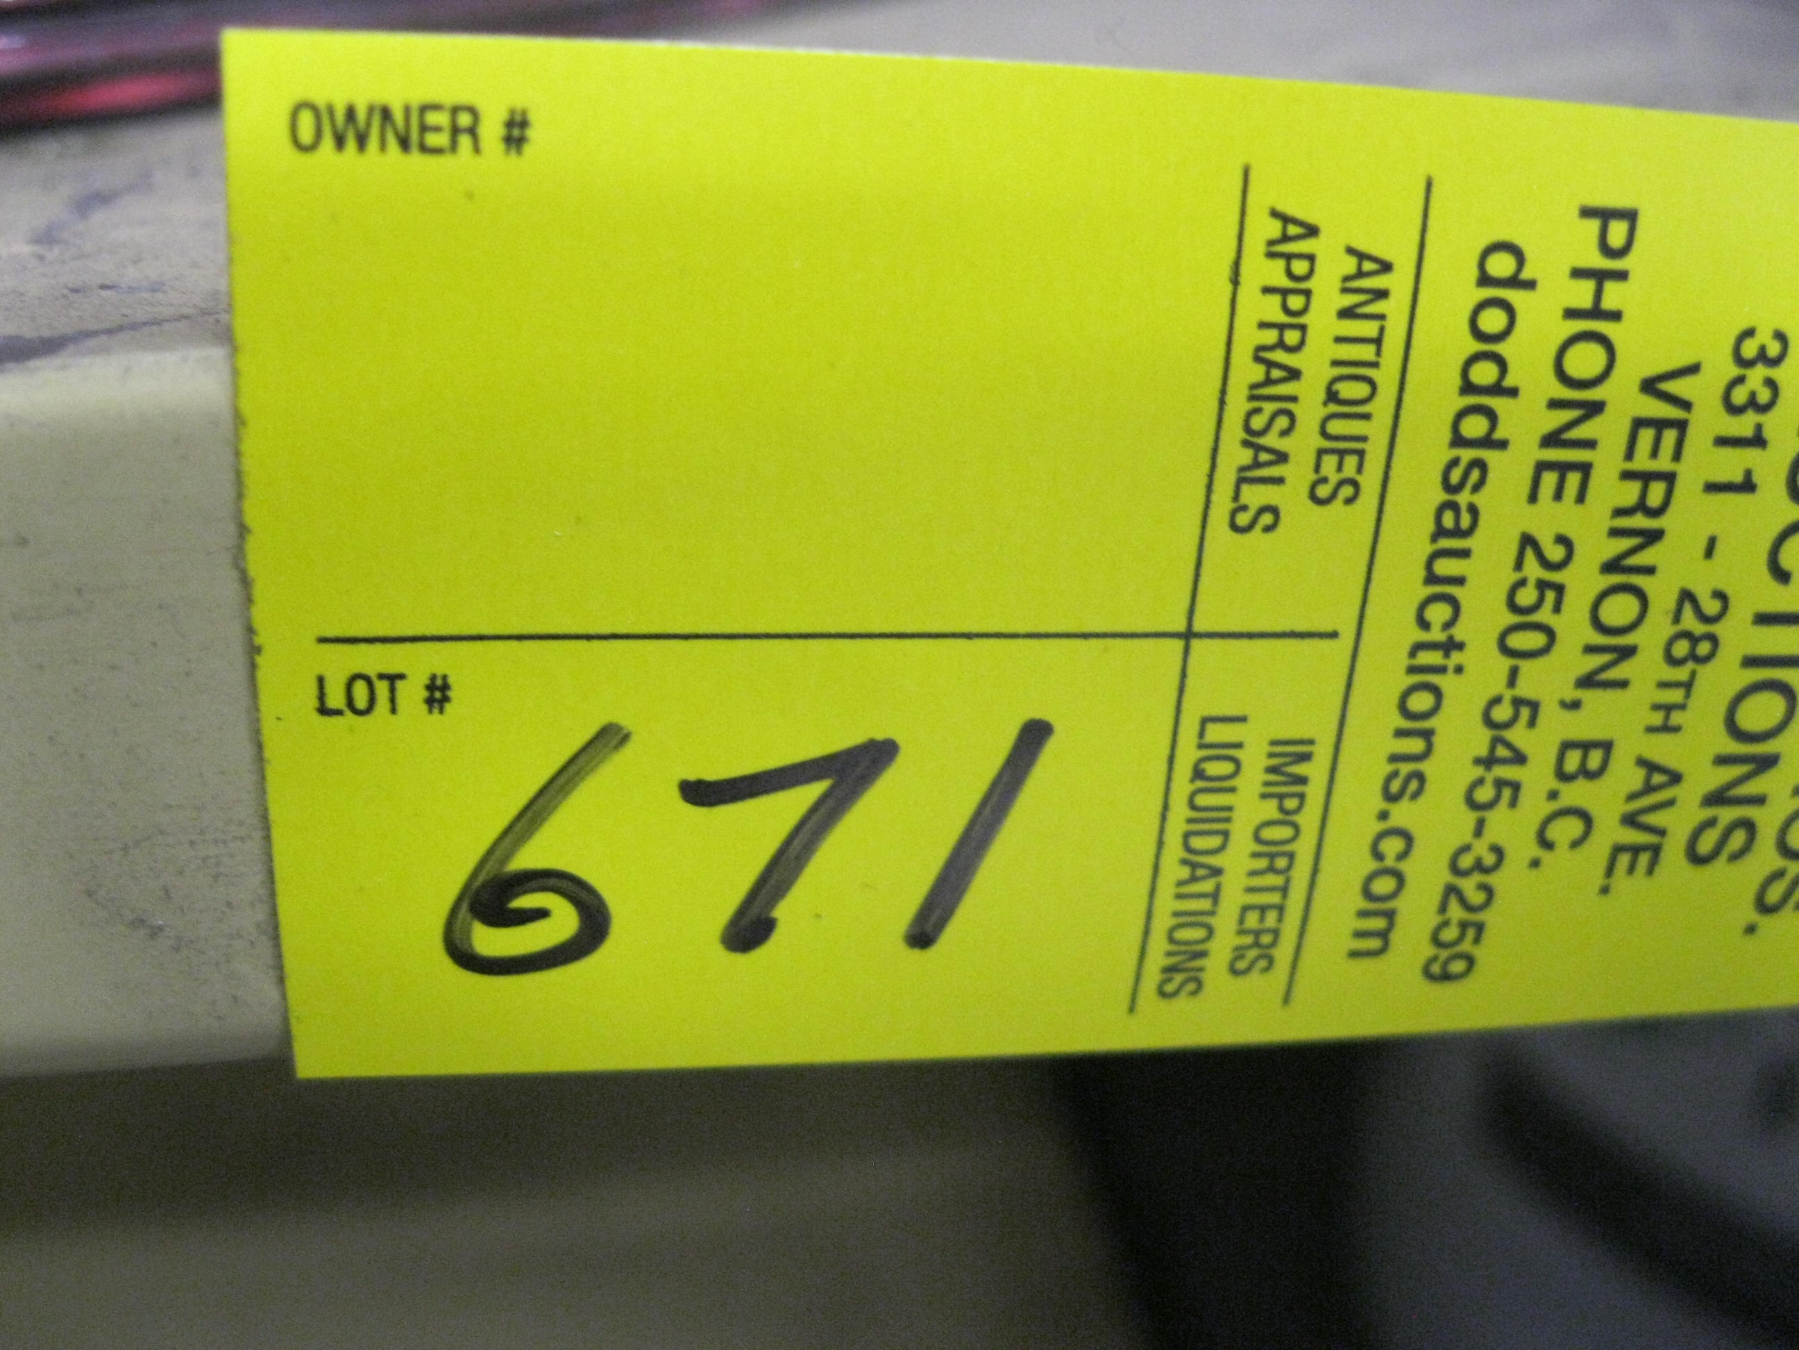 OWNER #
LOT #
671
3311 - 28TH AVE.
VERNON, B.C.
PHONE 250-545-3259
doddsauctions.com
ANTIQUES
APPRAISALS
IMPORTERS
LIQUIDATIONS